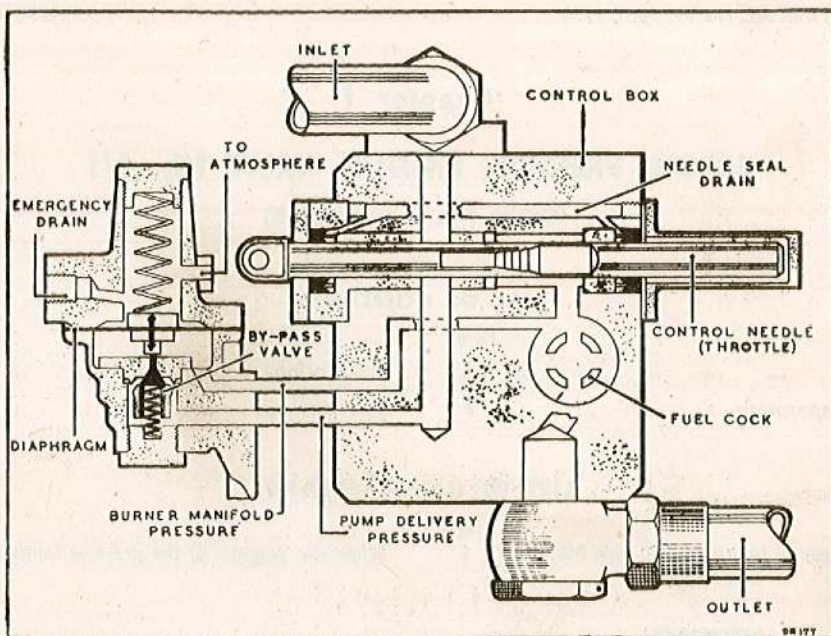 INLET
CONTROL BOX
TO
ATMOSPHERE
NEEDLE SEAL
DRAIN
EMERGENCY
DRAIN
CONTROL NEEDLE
(THROTTLE)
BY-PASS
VALVE
DIAPHRAGM
FUEL COCK
BURNER MANIFOLD
PRESSURE
PUMP DELIVERY
PRESSURE
OUTLET